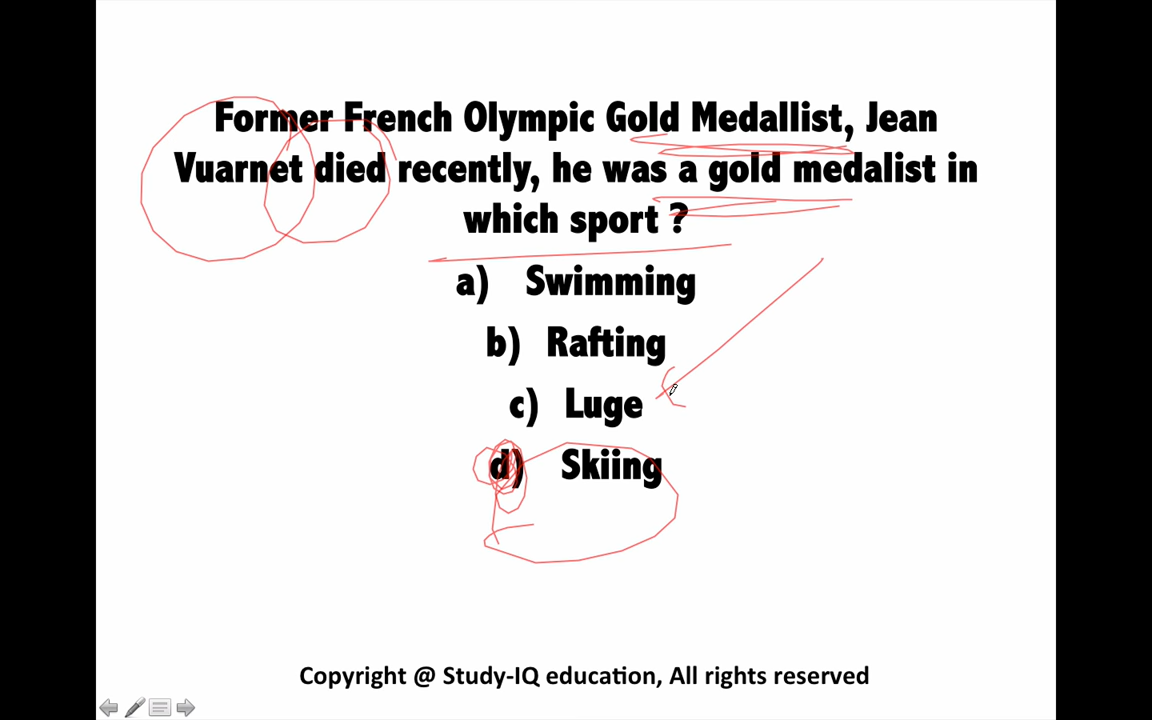 Former French Olympic Gold Medallist, Jean
Vuarnet died recently, he was a gold medalist in
which sport ?
a) Swimming
b) Rafting
c) Luge
d) Skiing
Copyright @ Study-IQ education, All rights reserved